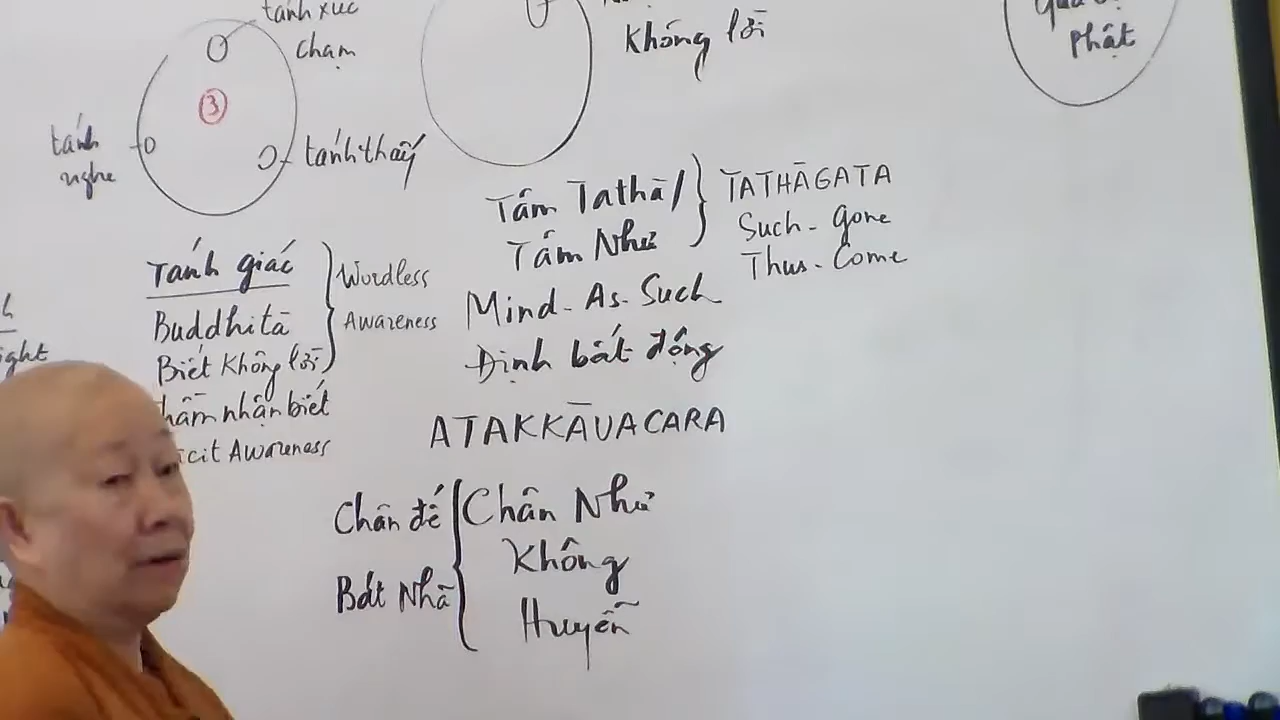 tánh xúc
chạm
3
tánh
nghe
tánh thấy
Không lời
Phật
Tâm Tathā /
Tâm Như
TATHĀGATA
Such - Gone
Thus - Come
Tánh giác
Buddhitā
Biết không lời
Wordless
Awareness
nhận biết
Awareness
Mind - As - Such
Định bất động
ATAKKĀVACARA
Chân đế
Bát Nhã
Chân Như
Không
Huyễn